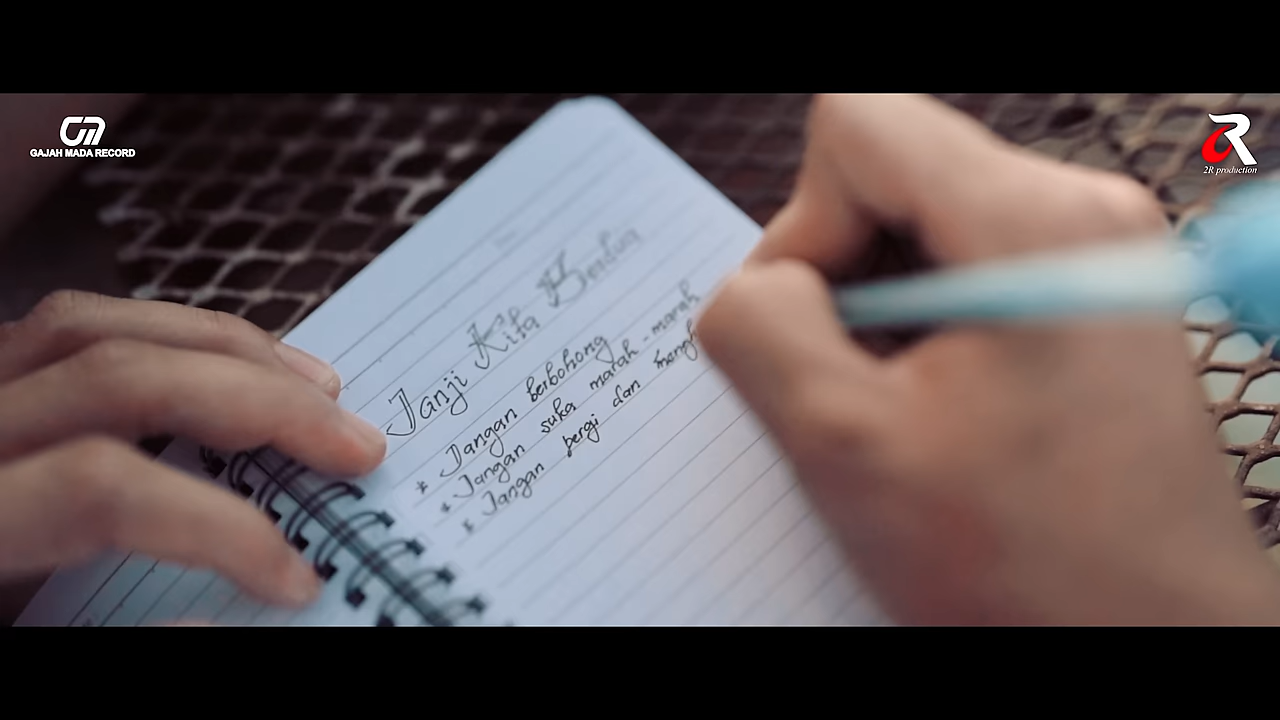 GAJAH MADA RECORD
2R production
Janji Kita Berdua
* Jangan berbohong
* Jangan suka marah-marah
* Jangan pergi dan